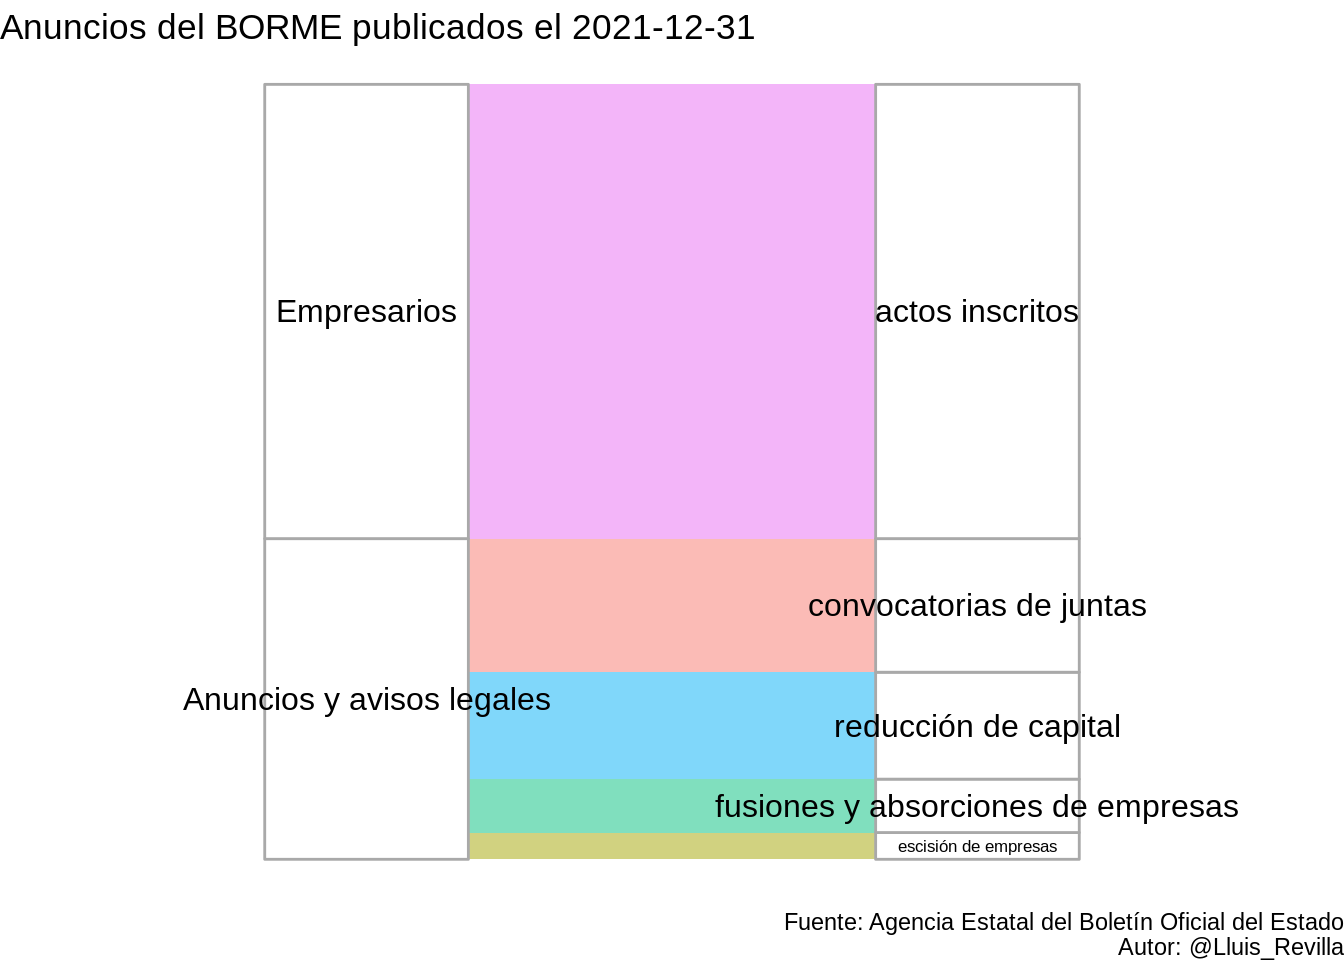 Anuncios del BORME publicados el 2021-12-31
Empresarios
actos inscritos
convocatorias de juntas
Anuncios y avisos legales
reducción de capital
fusiones y absorciones de empresas
escisión de empresas
Fuente: Agencia Estatal del Boletín Oficial del Estado
Autor: @Lluis_Revilla